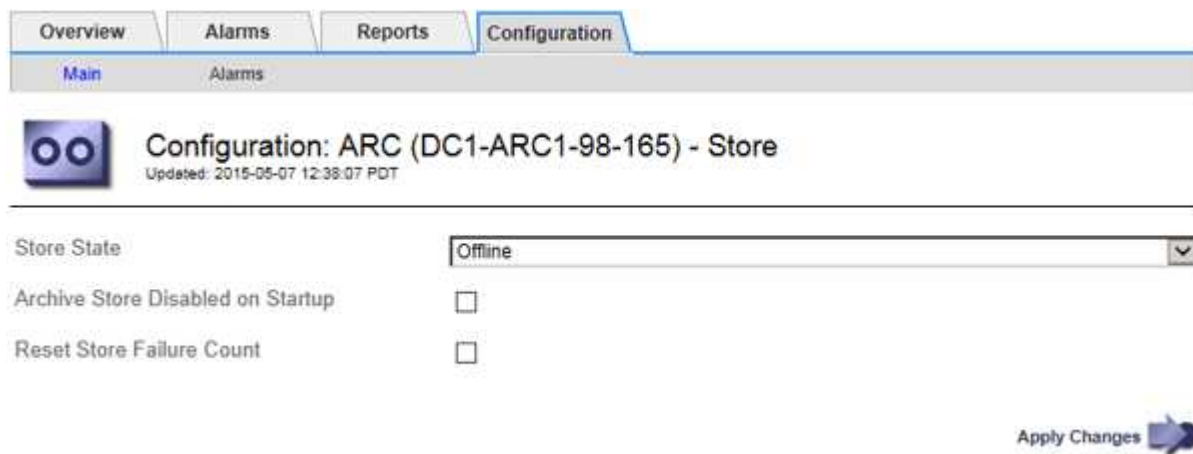 Overview Alarms Reports Configuration
Main Alarms
Configuration: ARC (DC1-ARC1-98-165) - Store
Updated: 2015-05-07 12:38:07 PDT
Store State Offline
Archive Store Disabled on Startup
Reset Store Failure Count
Apply Changes